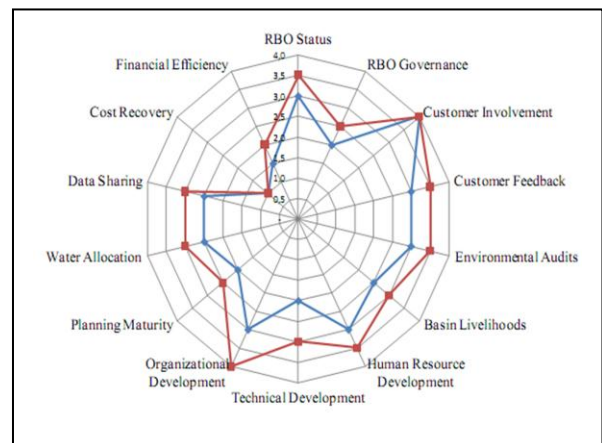 RBO Status
4,0
3,5
3,0
2,5
2,0
1,5
1,0
0,5
-
RBO Governance
Customer Involvement
Customer Feedback
Environmental Audits
Basin Livelihoods
Human Resource
Development
Technical Development
Organizational
Development
Planning Maturity
Water Allocation
Data Sharing
Cost Recovery
Financial Efficiency